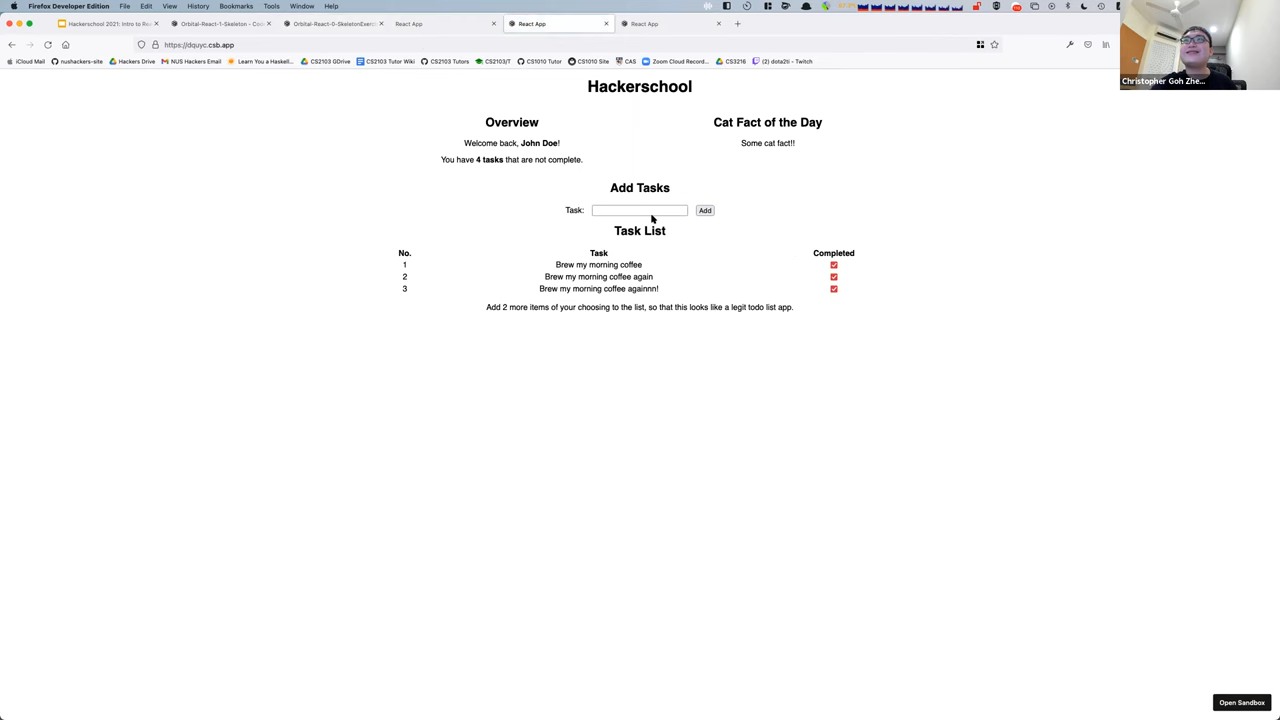 Firefox Developer Edition File Edit View History Bookmarks Tools Window Help
Hackerschool 2021: Intro to Rea
Orbital-React-1-Skeleton - Cod
Orbital-React-0-SkeletonExerc
React App
React App
React App
https://dquyc.csb.app
iCloud Mail nushackers-site Hackers Drive NUS Hackers Email Learn You a Haskell... CS2103 GDrive CS2103 Tutor Wiki CS2103 Tutors CS2103/T CS1010 Tutor CS1010 Site CAS Zoom Cloud Record... CS3216 (2) dota2ti - Twitch
Christopher Goh Zhe...
Hackerschool
Overview
Welcome back, John Doe!
You have 4 tasks that are not complete.
Cat Fact of the Day
Some cat fact!!
Add Tasks
Task: Add
Task List
No. Task Completed
1 Brew my morning coffee
2 Brew my morning coffee again
3 Brew my morning coffee againnn!
Add 2 more items of your choosing to the list, so that this looks like a legit todo list app.
Open Sandbox